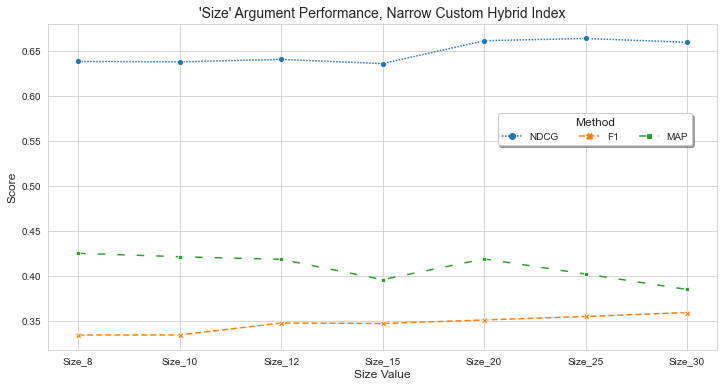 'Size' Argument Performance, Narrow Custom Hybrid Index
0.65
0.60
0.55
0.50
0.45
0.40
0.35
Score
Method
NDCG F1 MAP
Size_8 Size_10 Size_12 Size_15 Size_20 Size_25 Size_30
Size Value